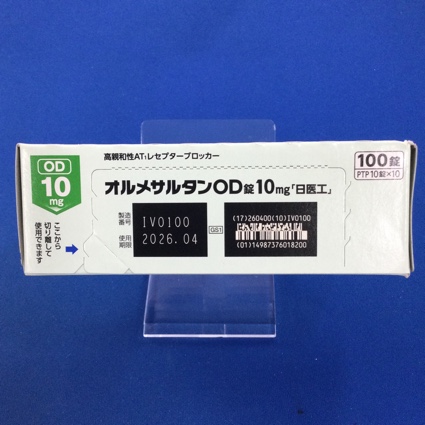 OD
10
mg
ここから
切り離して
使用できます
高親和性AT₁レセプターブロッカー
オルメサルタンOD錠10mg「日医工」
100錠
PTP10錠×10
製造
番号
IV0100
使用
期限
2026.04
GS1
(17)260400(10)IV0100
(01)14987376018200